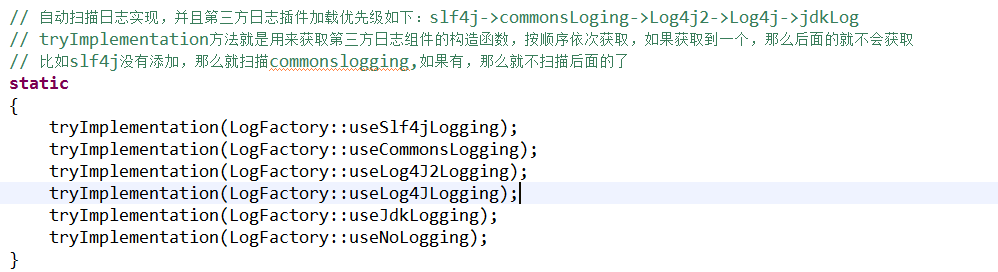 // 自动扫描日志实现，并且第三方日志插件加载优先级如下：slf4j->commonsLoging->Log4j2->Log4j->jdkLog
// tryImplementation方法就是用来获取第三方日志组件的构造函数，按顺序依次获取，如果获取到一个，那么后面的就不会获取
// 比如slf4j没有添加，那么就扫描commonslogging,如果有，那么就不扫描后面的了
static
{
    tryImplementation(LogFactory::useSlf4jLogging);
    tryImplementation(LogFactory::useCommonsLogging);
    tryImplementation(LogFactory::useLog4J2Logging);
    tryImplementation(LogFactory::useLog4JLogging);
    tryImplementation(LogFactory::useJdkLogging);
    tryImplementation(LogFactory::useNoLogging);
}